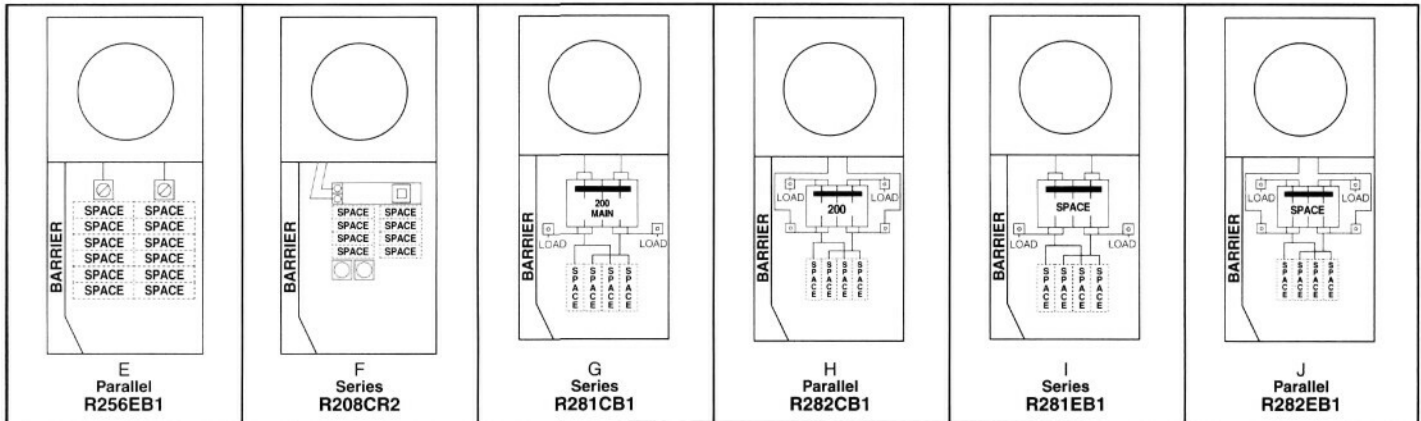 BARRIER
SPACE SPACE
SPACE SPACE
SPACE SPACE
SPACE SPACE
SPACE SPACE
SPACE SPACE
E
Parallel
R256EB1
BARRIER
SPACE SPACE
SPACE SPACE
SPACE SPACE
SPACE SPACE
F
Series
R208CR2
BARRIER
200
MAIN
LOAD LOAD
SPACE SPACE SPACE SPACE
G
Series
R281CB1
BARRIER
LOAD LOAD
200
SPACE SPACE SPACE SPACE
H
Parallel
R282CB1
BARRIER
SPACE
LOAD LOAD
SPACE SPACE SPACE SPACE
I
Series
R281EB1
BARRIER
LOAD LOAD
SPACE
SPACE SPACE SPACE SPACE
J
Parallel
R282EB1